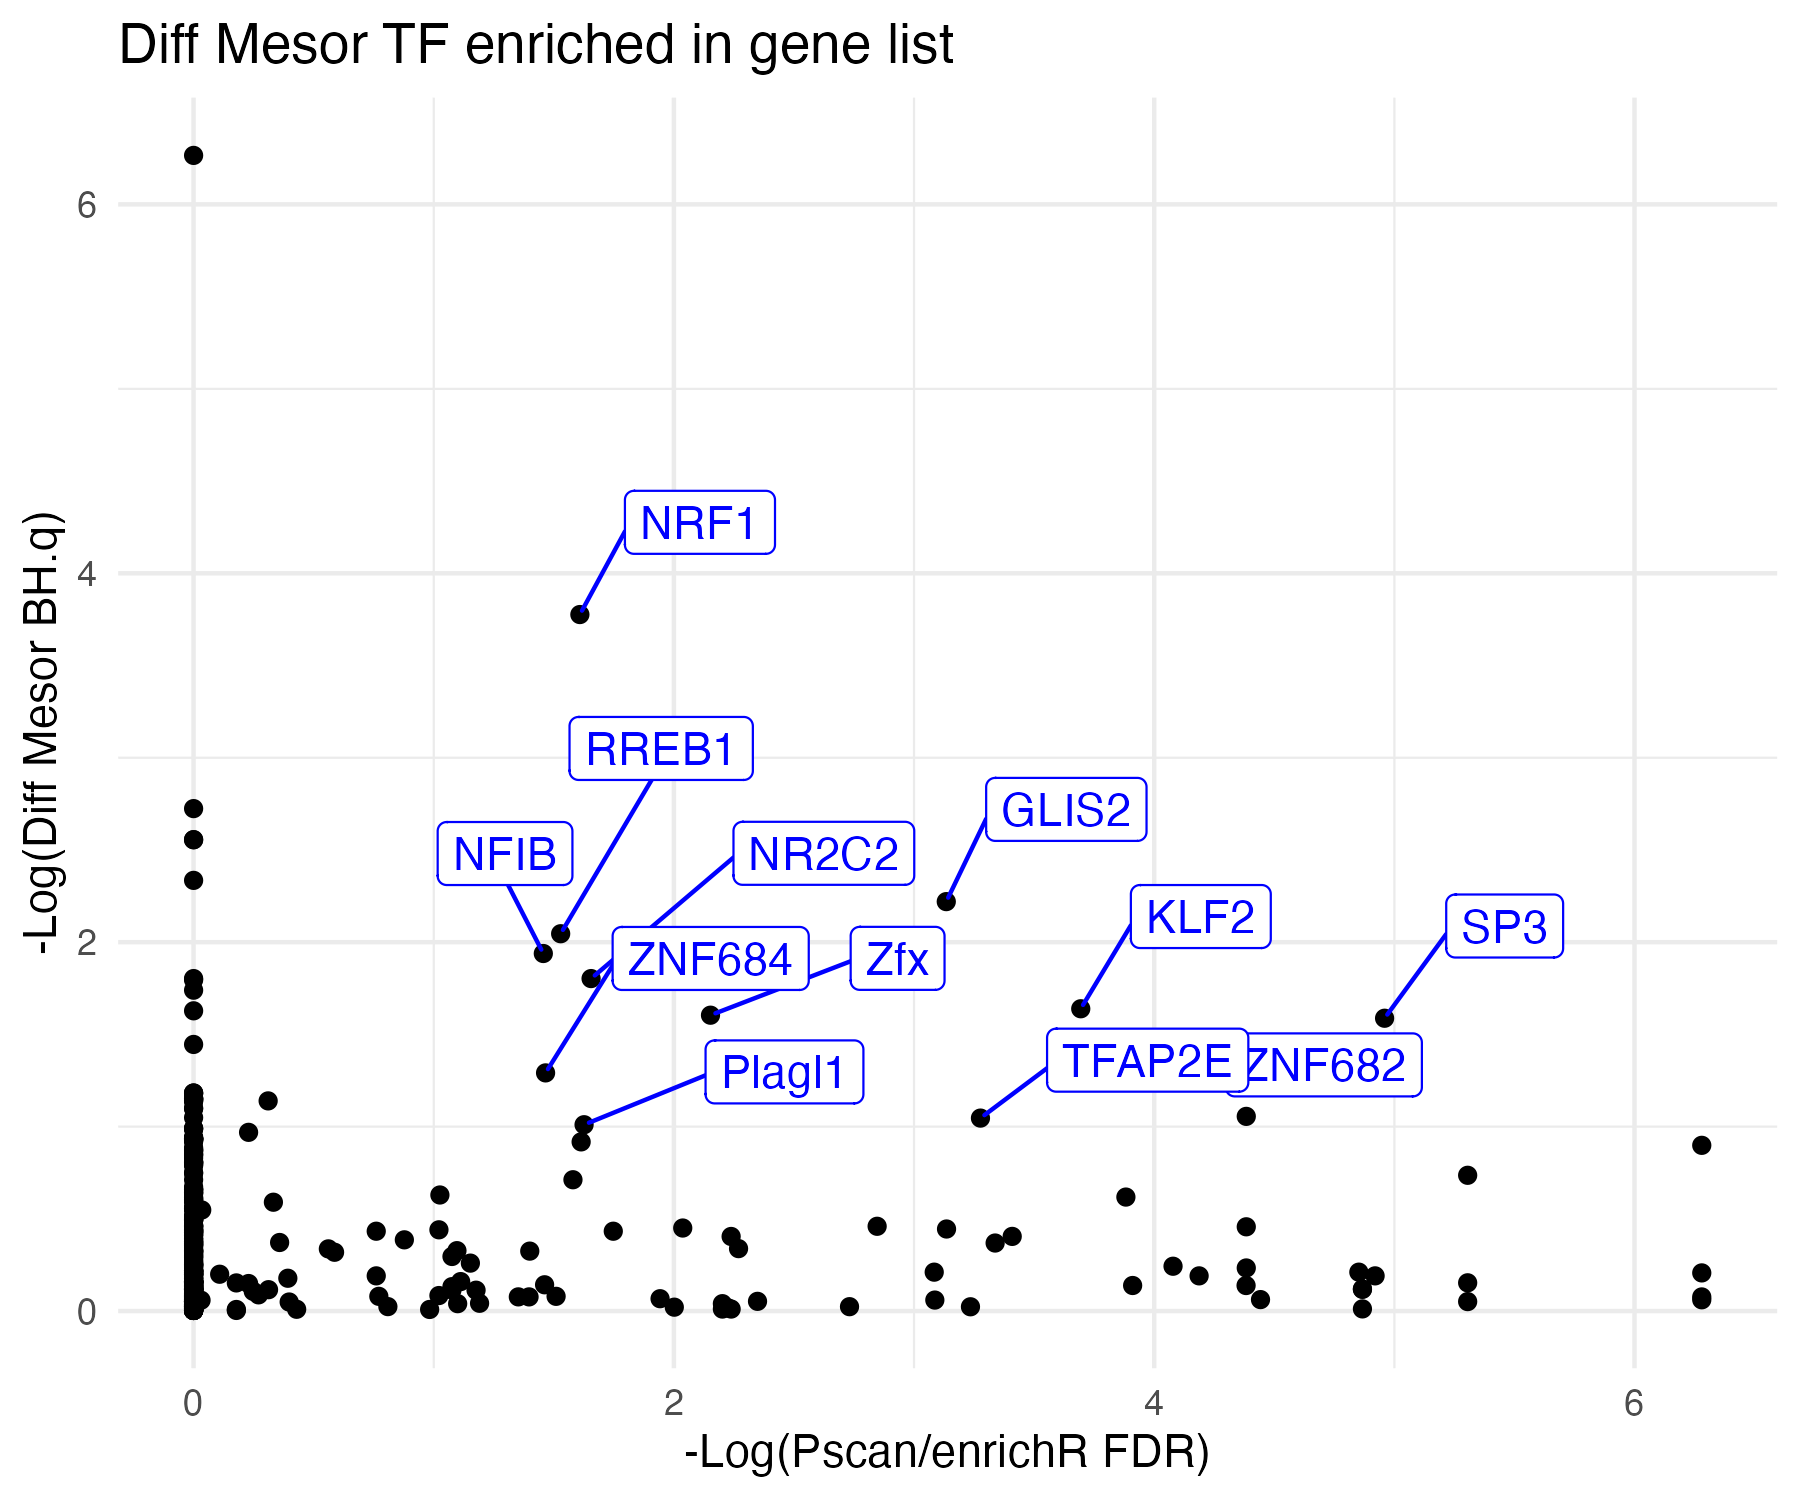 Diff Mesor TF enriched in gene list
-Log(Diff Mesor BH.q)
6
4
2
0
NRF1
RREB1
GLIS2
NFIB
NR2C2
KLF2
SP3
ZNF684
Zfx
TFAP2E
ZNF682
Plagl1
0
2
4
6
-Log(Pscan/enrichR FDR)